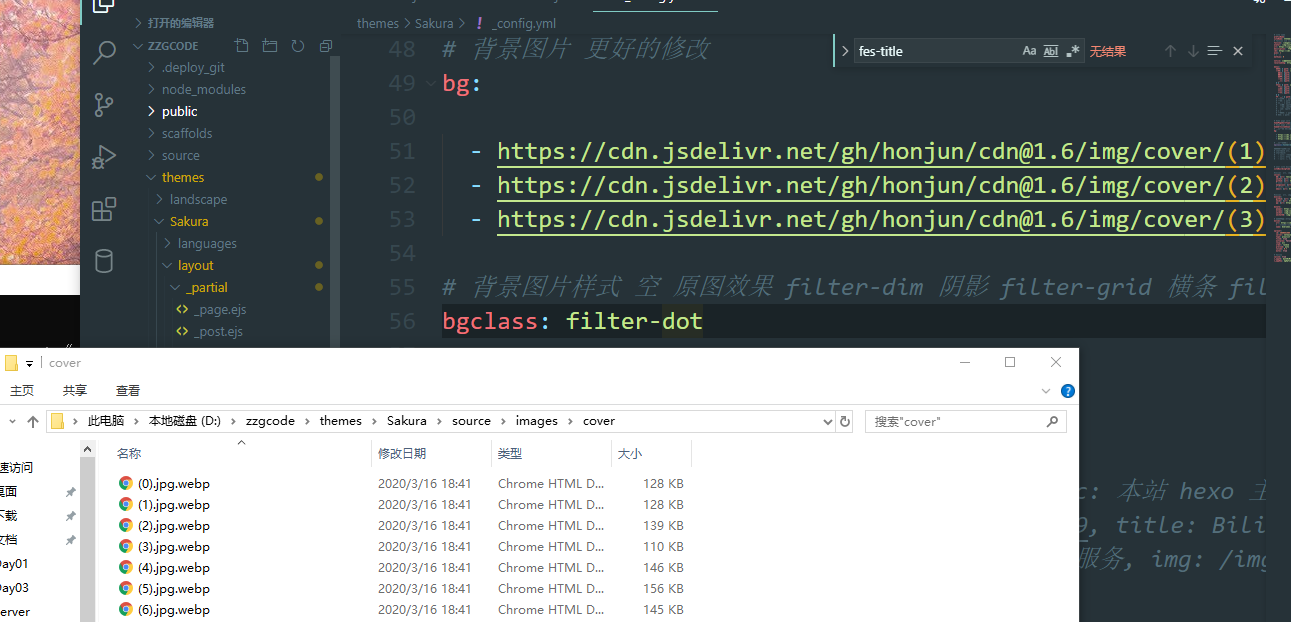 打开的编辑器
ZZGCODE
.deploy_git
node_modules
public
scaffolds
source
themes
landscape
Sakura
languages
layout
_partial
_page.ejs
_post.ejs
themes > Sakura > ! _config.yml
fes-title
Aa Abl .* 无结果
48 # 背景图片 更好的修改
49 bg:
50
51 - https://cdn.jsdelivr.net/gh/honjun/cdn@1.6/img/cover/(1)
52 - https://cdn.jsdelivr.net/gh/honjun/cdn@1.6/img/cover/(2)
53 - https://cdn.jsdelivr.net/gh/honjun/cdn@1.6/img/cover/(3)
54
55 # 背景图片样式 空 原图效果 filter-dim 阴影 filter-grid 横条 fil
56 bgclass: filter-dot
cover
主页 共享 查看
此电脑 > 本地磁盘 (D:) > zzgcode > themes > Sakura > source > images > cover
搜索"cover"
名称 修改日期 类型 大小
(0).jpg.webp 2020/3/16 18:41 Chrome HTML D... 128 KB
(1).jpg.webp 2020/3/16 18:41 Chrome HTML D... 128 KB
(2).jpg.webp 2020/3/16 18:41 Chrome HTML D... 139 KB
(3).jpg.webp 2020/3/16 18:41 Chrome HTML D... 110 KB
(4).jpg.webp 2020/3/16 18:41 Chrome HTML D... 146 KB
(5).jpg.webp 2020/3/16 18:41 Chrome HTML D... 156 KB
(6).jpg.webp 2020/3/16 18:41 Chrome HTML D... 145 KB
速访问
桌面
下载
文档
Day01
Day03
erver
c: 本站 hexo 主
, title: Bili
服务, img: /img